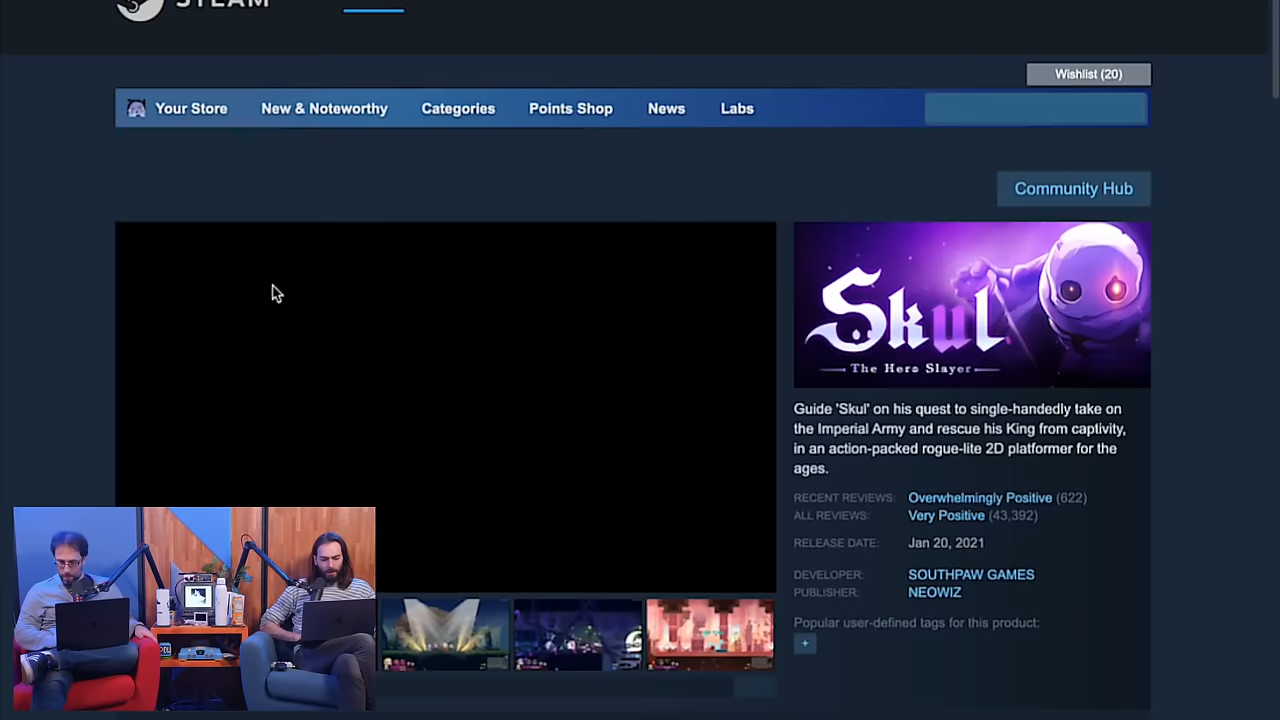 STEAM
Wishlist (20)
Your Store
New & Noteworthy
Categories
Points Shop
News
Labs
Community Hub
Skul
The Hero Slayer
Guide 'Skul' on his quest to single-handedly take on
the Imperial Army and rescue his King from captivity,
in an action-packed rogue-lite 2D platformer for the
ages.
RECENT REVIEWS: Overwhelmingly Positive (622)
ALL REVIEWS: Very Positive (43,392)
RELEASE DATE: Jan 20, 2021
DEVELOPER: SOUTHPAW GAMES
PUBLISHER: NEOWIZ
Popular user-defined tags for this product:
+